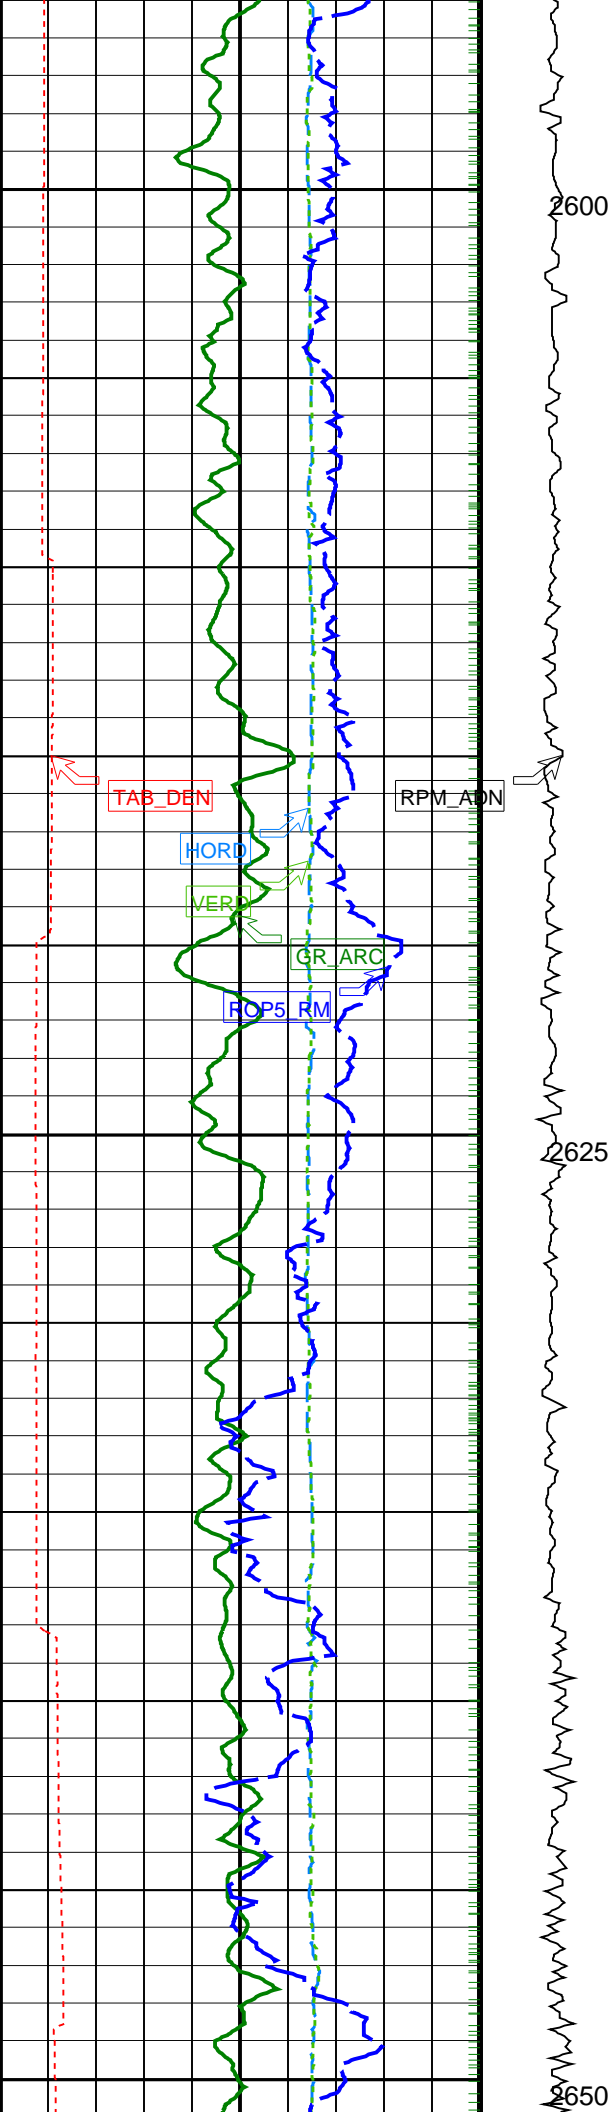 2600
TAB_DEN
RPM_ADN
HORD
VERD
GR_ARC
ROP5_RM
2625
2650